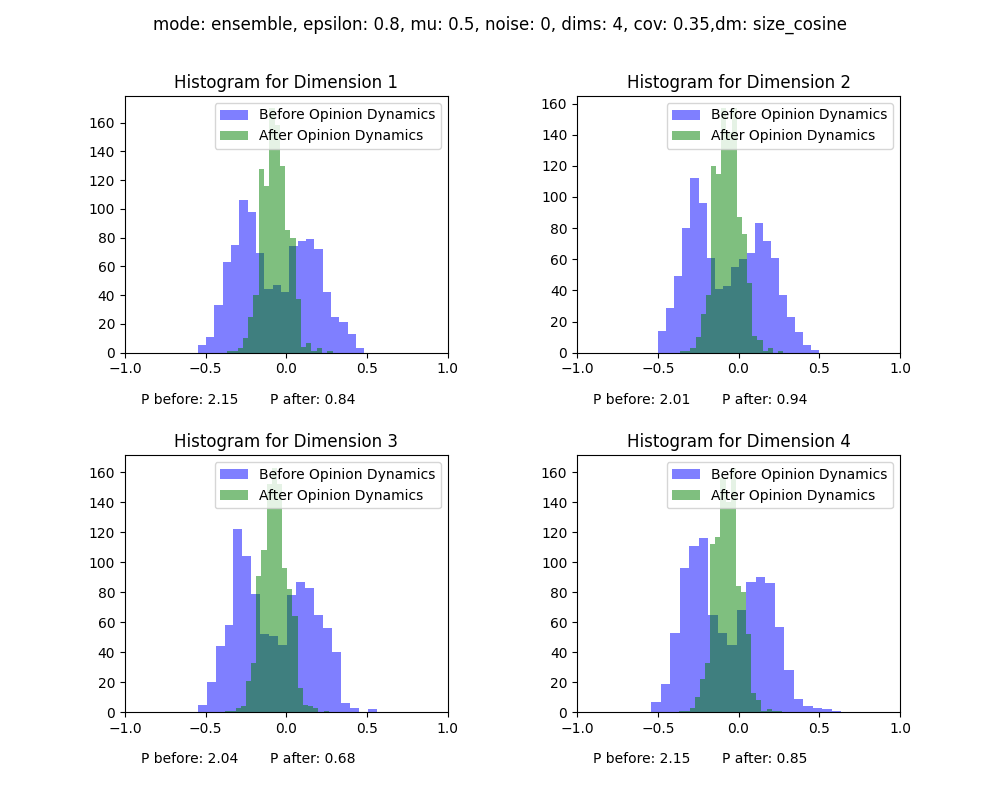 mode: ensemble, epsilon: 0.8, mu: 0.5, noise: 0, dims: 4, cov: 0.35,dm: size_cosine
Histogram for Dimension 1
Before Opinion Dynamics
After Opinion Dynamics
160
140
120
100
80
60
40
20
0
−1.0 −0.5 0.0 0.5 1.0
P before: 2.15 P after: 0.84
Histogram for Dimension 2
Before Opinion Dynamics
After Opinion Dynamics
160
140
120
100
80
60
40
20
0
−1.0 −0.5 0.0 0.5 1.0
P before: 2.01 P after: 0.94
Histogram for Dimension 3
Before Opinion Dynamics
After Opinion Dynamics
160
140
120
100
80
60
40
20
0
−1.0 −0.5 0.0 0.5 1.0
P before: 2.04 P after: 0.68
Histogram for Dimension 4
Before Opinion Dynamics
After Opinion Dynamics
160
140
120
100
80
60
40
20
0
−1.0 −0.5 0.0 0.5 1.0
P before: 2.15 P after: 0.85